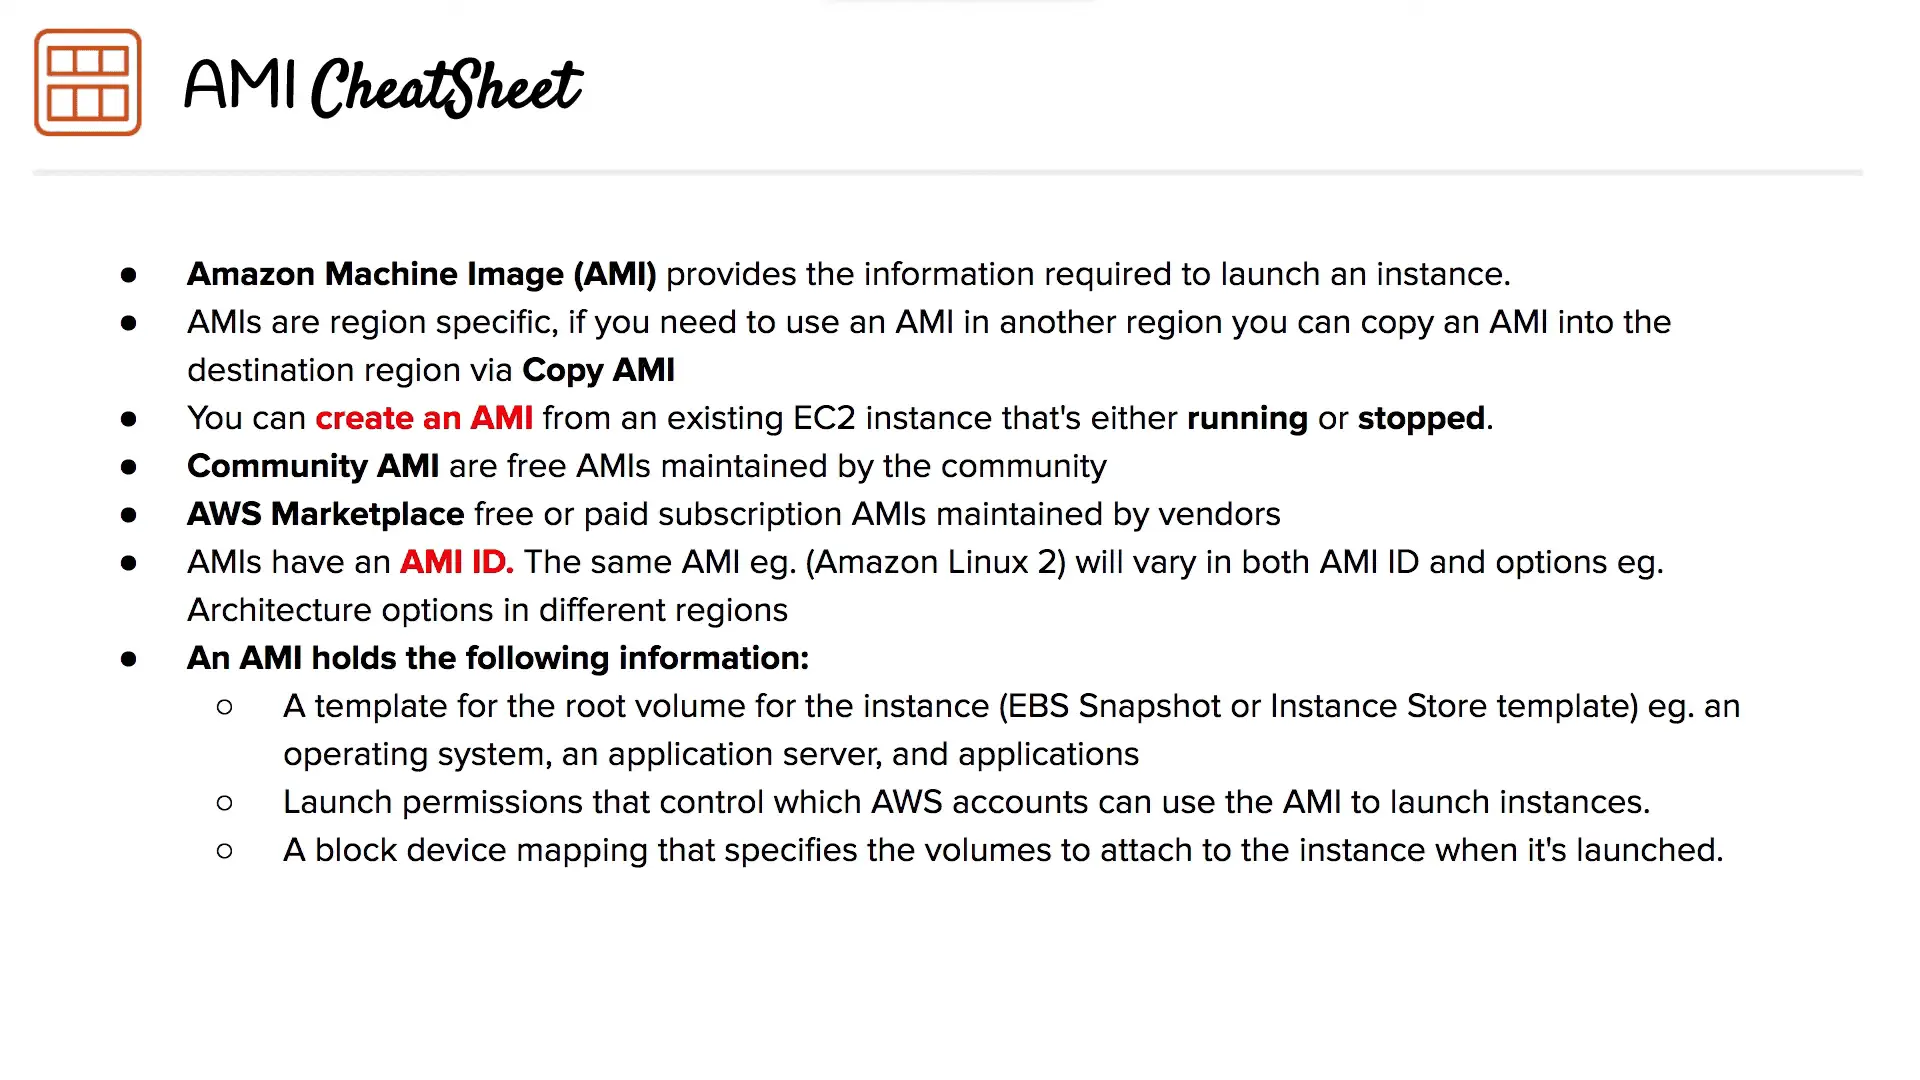 AMI CheatSheet
● Amazon Machine Image (AMI) provides the information required to launch an instance.
● AMIs are region specific, if you need to use an AMI in another region you can copy an AMI into the
destination region via Copy AMI
● You can create an AMI from an existing EC2 instance that's either running or stopped.
● Community AMI are free AMIs maintained by the community
● AWS Marketplace free or paid subscription AMIs maintained by vendors
● AMIs have an AMI ID. The same AMI eg. (Amazon Linux 2) will vary in both AMI ID and options eg.
Architecture options in different regions
● An AMI holds the following information:
○ A template for the root volume for the instance (EBS Snapshot or Instance Store template) eg. an
operating system, an application server, and applications
○ Launch permissions that control which AWS accounts can use the AMI to launch instances.
○ A block device mapping that specifies the volumes to attach to the instance when it's launched.